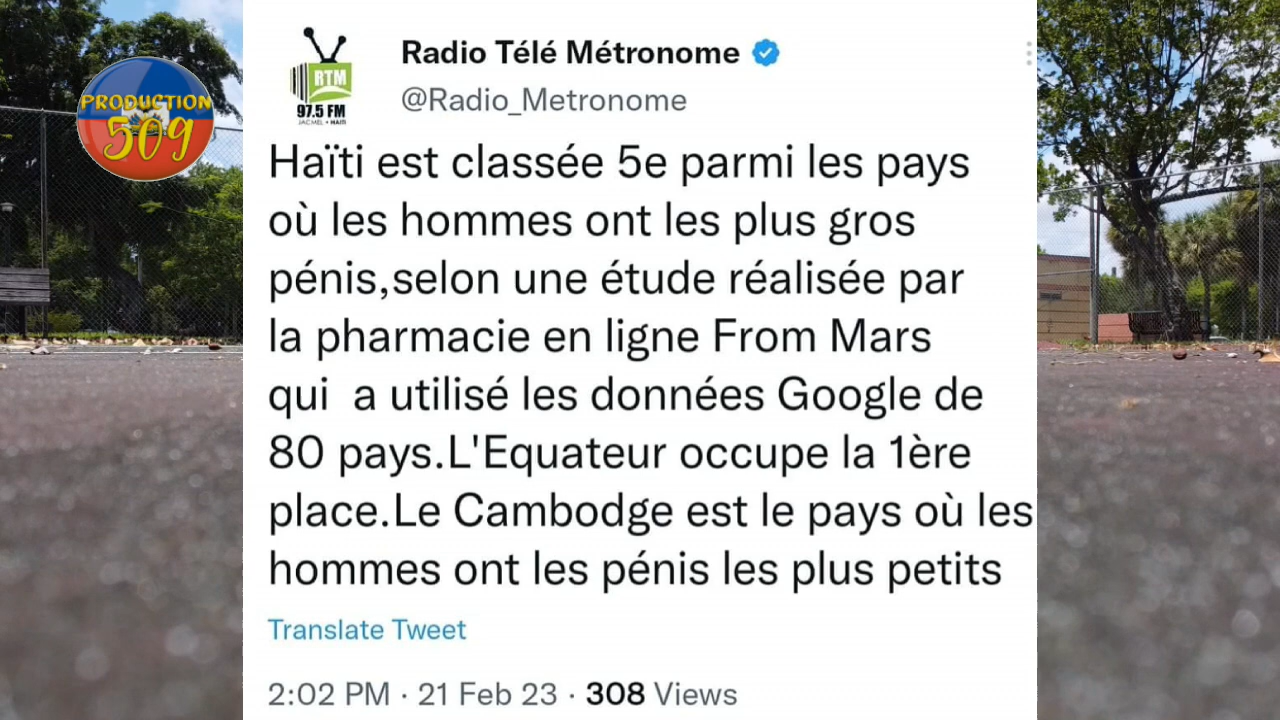 PRODUCTION
509
RTM
97.5 FM
JACMEL • HAITI
Radio Télé Métronome
@Radio_Metronome
Haïti est classée 5e parmi les pays
où les hommes ont les plus gros
pénis,selon une étude réalisée par
la pharmacie en ligne From Mars
qui  a utilisé les données Google de
80 pays.L'Equateur occupe la 1ère
place.Le Cambodge est le pays où les
hommes ont les pénis les plus petits
Translate Tweet
2:02 PM · 21 Feb 23 · 308 Views